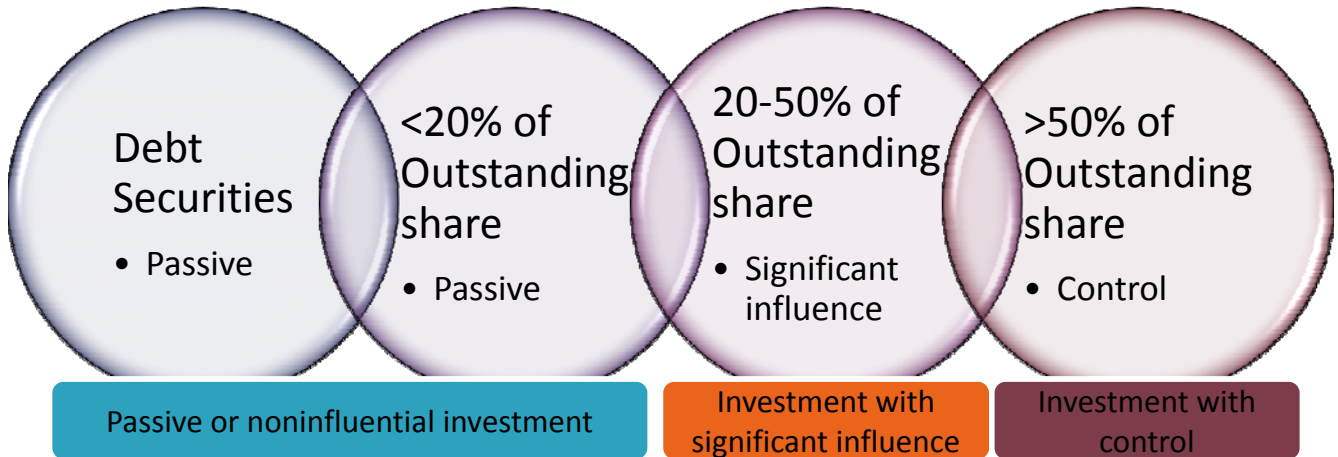 Debt
Securities
• Passive
<20% of
Outstanding
share
• Passive
20-50% of
Outstanding
share
• Significant
influence
>50% of
Outstanding
share
• Control
Passive or noninfluential investment
Investment with
significant influence
Investment with
control